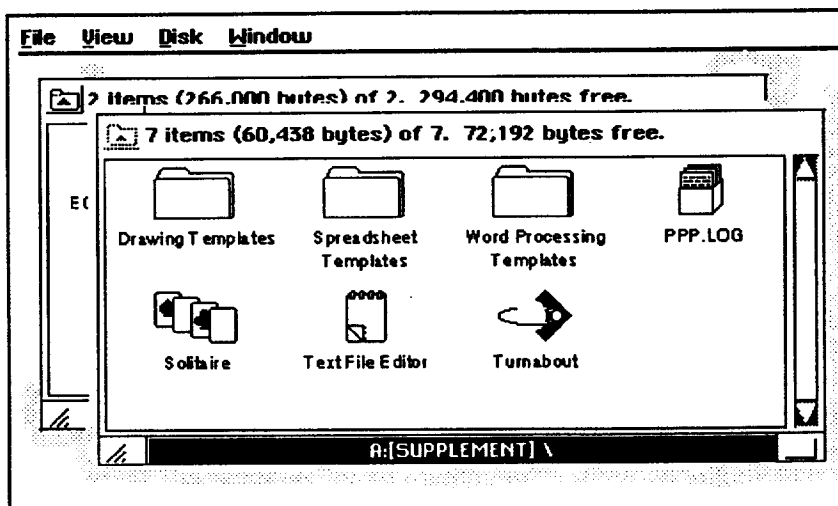 File View Disk Window
2 items (266,000 bytes) of 2. 294,400 bytes free.
7 items (60,438 bytes) of 7. 72;192 bytes free.
Drawing Templates
Spreadsheet
Templates
Word Processing
Templates
PPP.LOG
Solitaire
Text File Editor
Turnabout
A:[SUPPLEMENT] \